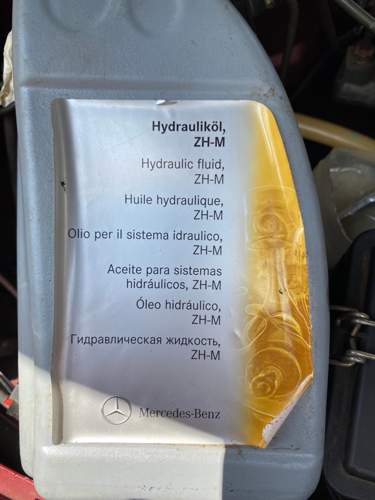 Hydrauliköl,
ZH-M
Hydraulic fluid,
ZH-M
Huile hydraulique,
ZH-M
Olio per il sistema idraulico,
ZH-M
Aceite para sistemas
hidráulicos, ZH-M
Óleo hidráulico,
ZH-M
Гидравлическая жидкость,
ZH-M
Mercedes-Benz